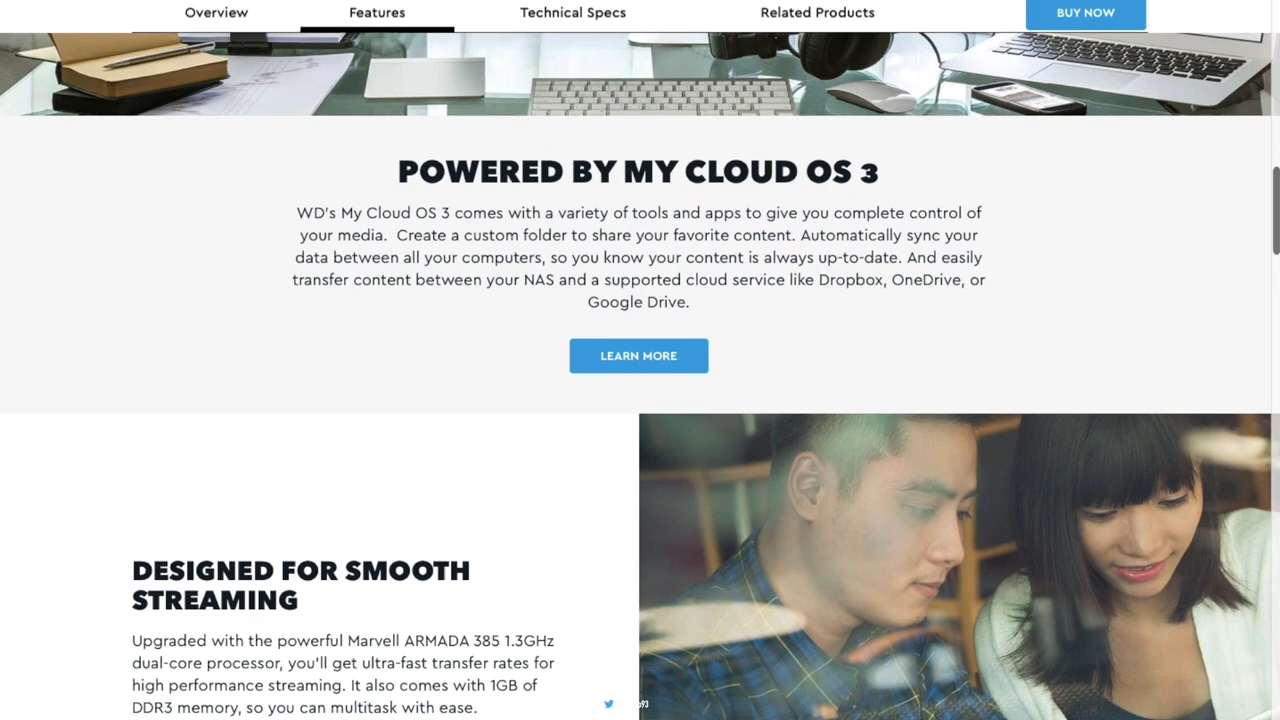 Overview Features Technical Specs Related Products BUY NOW
POWERED BY MY CLOUD OS 3
WD's My Cloud OS 3 comes with a variety of tools and apps to give you complete control of
your media.  Create a custom folder to share your favorite content. Automatically sync your
data between all your computers, so you know your content is always up-to-date. And easily
transfer content between your NAS and a supported cloud service like Dropbox, OneDrive, or
Google Drive.
LEARN MORE
DESIGNED FOR SMOOTH
STREAMING
Upgraded with the powerful Marvell ARMADA 385 1.3GHz
dual-core processor, you'll get ultra-fast transfer rates for
high performance streaming. It also comes with 1GB of
DDR3 memory, so you can multitask with ease.